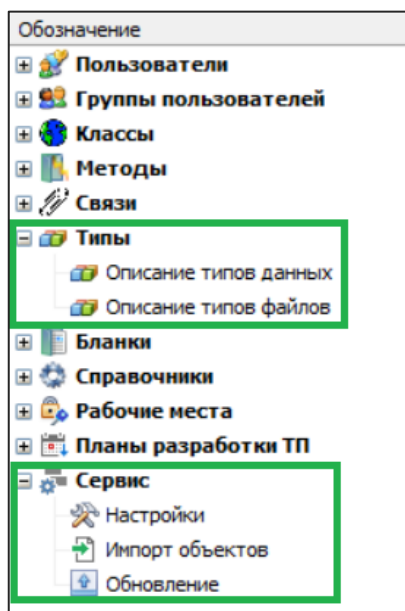 Обозначение
Пользователи
Группы пользователей
Классы
Методы
Связи
Типы
Описание типов данных
Описание типов файлов
Бланки
Справочники
Рабочие места
Планы разработки ТП
Сервис
Настройки
Импорт объектов
Обновление